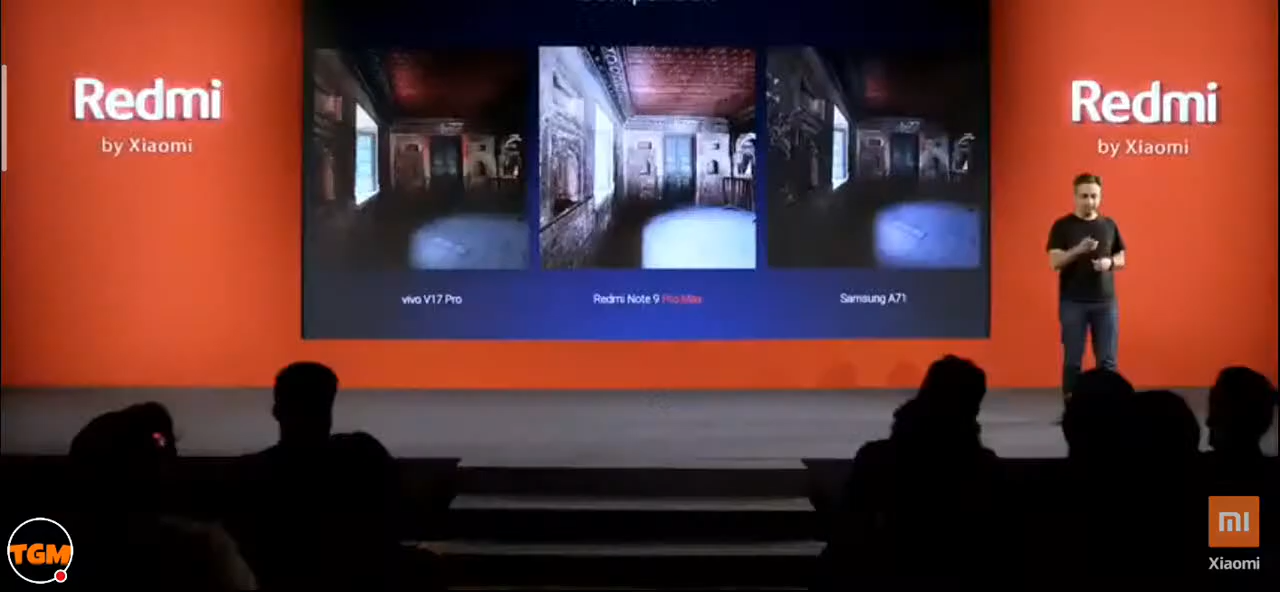 Redmi
by Xiaomi
Redmi
by Xiaomi
vivo V17 Pro
Redmi Note 9 Pro Max
Samsung A71
TGM
mi
Xiaomi